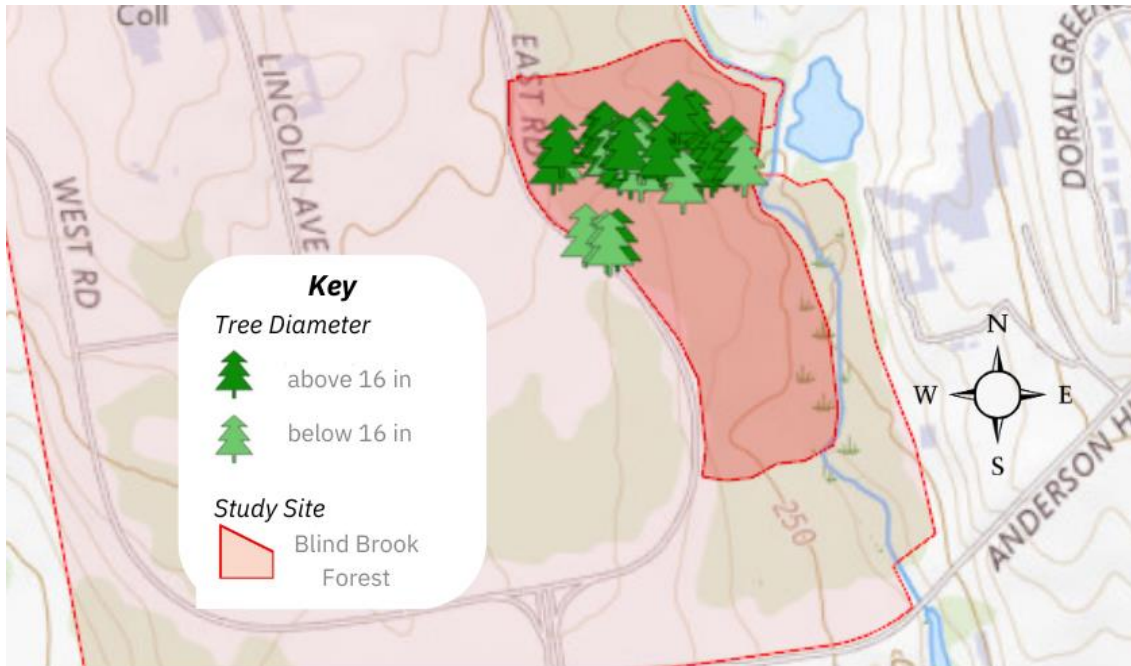 Coll
LINCOLN AVE
EAST RD
WEST RD
DORAL GREENS
Key
Tree Diameter
above 16 in
below 16 in
Study Site
Blind Brook
Forest
N
W
E
S
250
ANDERSON H